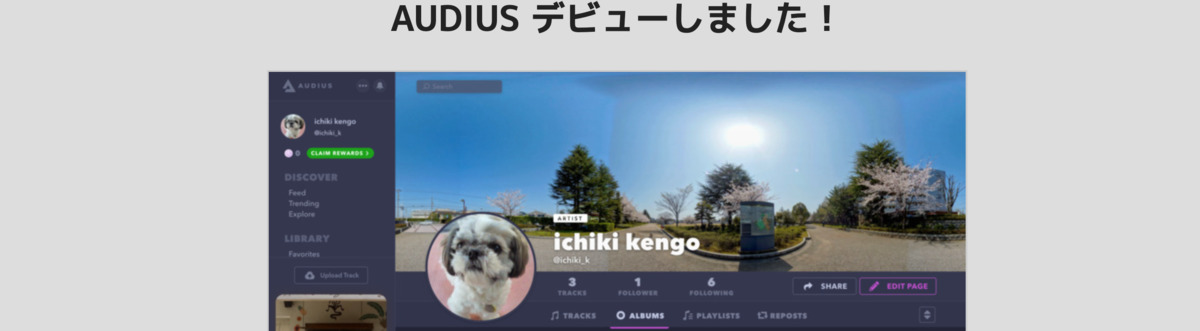 AUDIUS デビューしました！
AUDIUS
Search
ichiki kengo
@ichiki_k
0
CLAIM REWARDS >
DISCOVER
Feed
Trending
Explore
LIBRARY
Favorites
Upload Track
ARTIST
ichiki kengo
@ichiki_k
3
TRACKS
1
FOLLOWER
6
FOLLOWING
SHARE
EDIT PAGE
TRACKS
ALBUMS
PLAYLISTS
REPOSTS